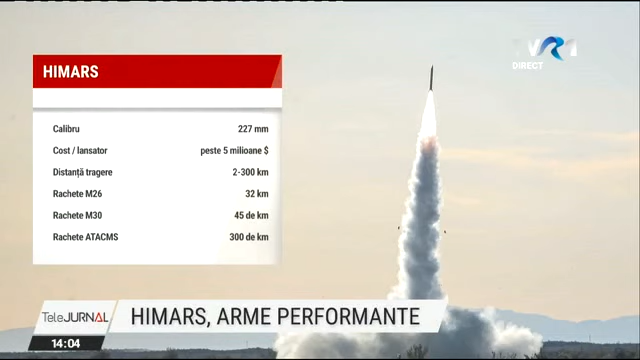 TVR1
DIRECT
HIMARS
Calibru 227 mm
Cost / lansator peste 5 milioane $
Distanță tragere 2-300 km
Rachete M26 32 km
Rachete M30 45 de km
Rachete ATACMS 300 de km
TeleJURNAL HIMARS, ARME PERFORMANTE
14:04